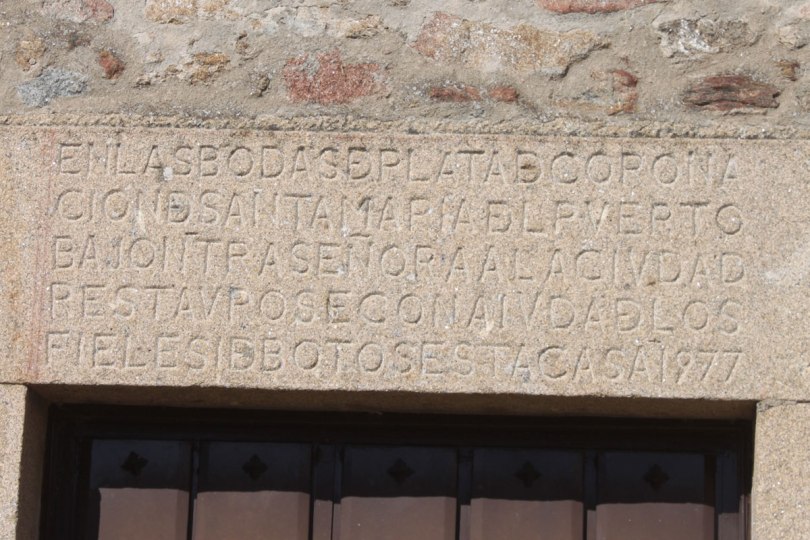 ENLASBODASDPLATADCORONA
CIONDSANTAMARIADLPVERTO
BAJONTRASEÑORAALACIVDAD
RESTAVROSECONAIVDADLOS
FIELESIDBOTOSESTACASA1977